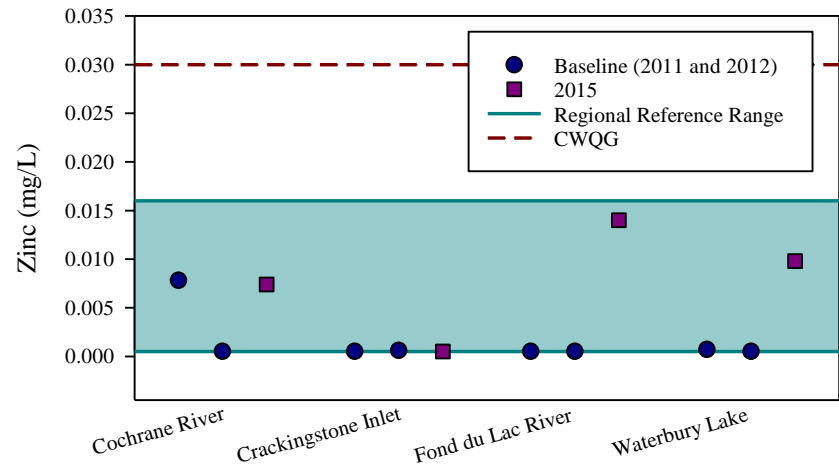 0.035
0.030
0.025
0.020
0.015
0.010
0.005
0.000
Zinc (mg/L)
Baseline (2011 and 2012)
2015
Regional Reference Range
CWQG
Cochrane River
Crackingstone Inlet
Fond du Lac River
Waterbury Lake